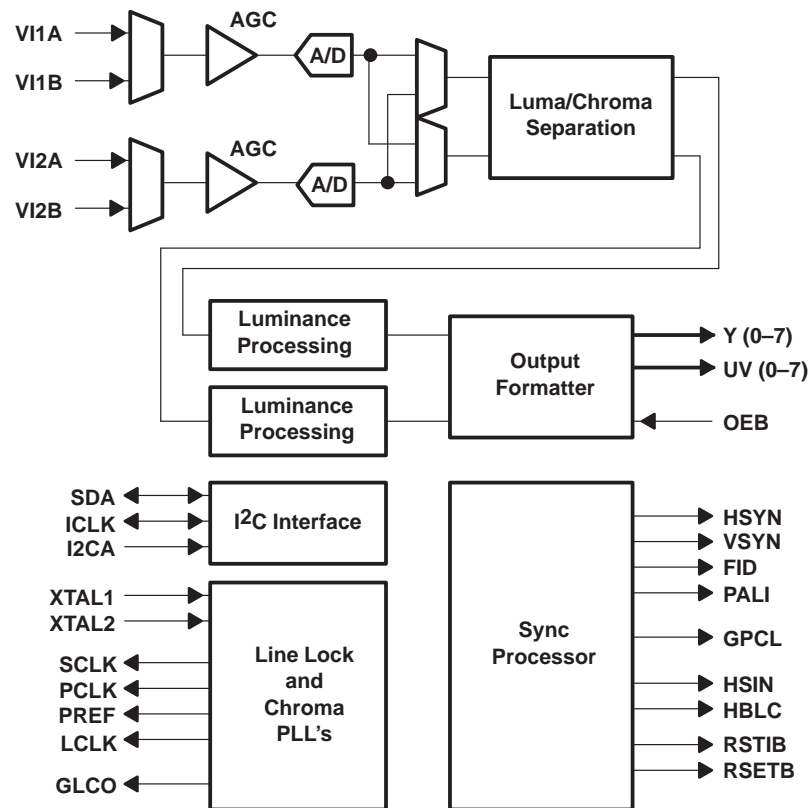 AGC
VI1A
A/D
VI1B
Luma/Chroma
Separation
AGC
VI2A
A/D
VI2B
Luminance
Processing
Output
Formatter
Y (0–7)
UV (0–7)
Luminance
Processing
OEB
SDA
ICLK
I2CA
I2C Interface
HSYN
VSYN
FID
PALI
GPCL
HSIN
HBLC
RSTIB
RSETB
Sync
Processor
XTAL1
XTAL2
SCLK
PCLK
PREF
LCLK
GLCO
Line Lock
and
Chroma
PLL's